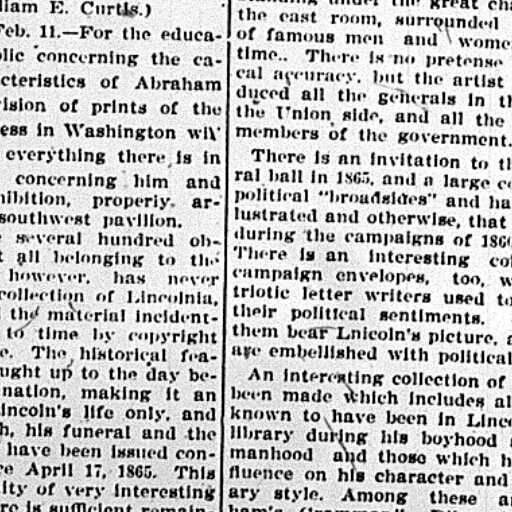 liam E. Curtis.)
Feb. 11.—For the educa-
blic concerning the ca-
cteristics of Abraham
ision of prints of the
ess in Washington wil
everything there is in
concerning him and
hibition, properly ar-
southwest pavilion.
several hundred ob-
t all belonging to the
however, has never
collection of Lincolnia,
the material incident-
to time by copyright
e. The historical fea-
ught up to the day be-
nation, making it an
incoln's life only, and
h, his funeral and the
have been issued con-
re April 17, 1865. This
ity of very interesting
re is sufficient remain-
the great cha
the east room, surrounded
of famous men and wome
time.. There is no pretense
cal accuracy, but the artist
duced all the generals in th
the Union side, and all the
members of the government.
There is an invitation to th
ral ball in 1865, and a large co
political "broadsides" and ha
lustrated and otherwise, that
during the campaigns of 186
There is an interesting col
campaign envelopes, too, w
triotic letter writers used to
their political sentiments.
them bear Lnicoln's picture, a
are embellished with political
An interesting collection of
been made which includes al
known to have been in Linco
library during his boyhood
manhood and those which h
fluence on his character and
ary style. Among these a